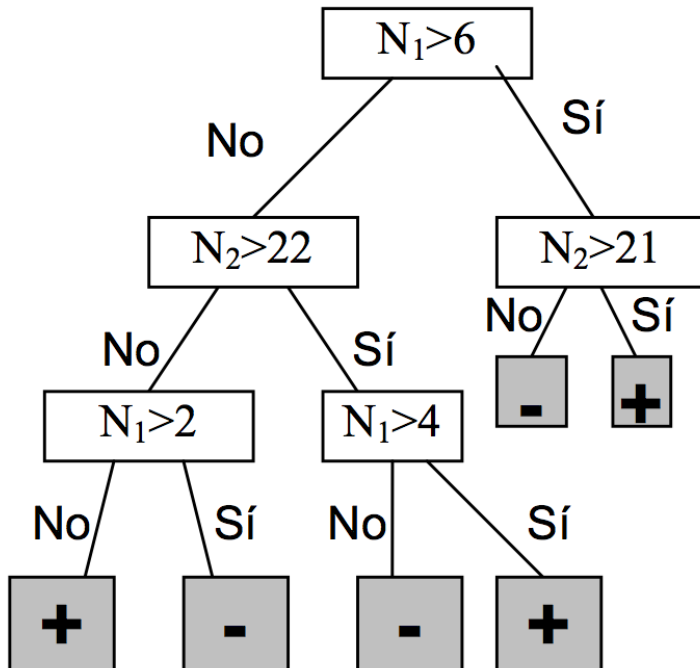 N₁>6
No
Sí
N₂>22
N₂>21
No
Sí
No
Sí
-
+
N₁>2
N₁>4
No
Sí
No
Sí
+
-
-
+